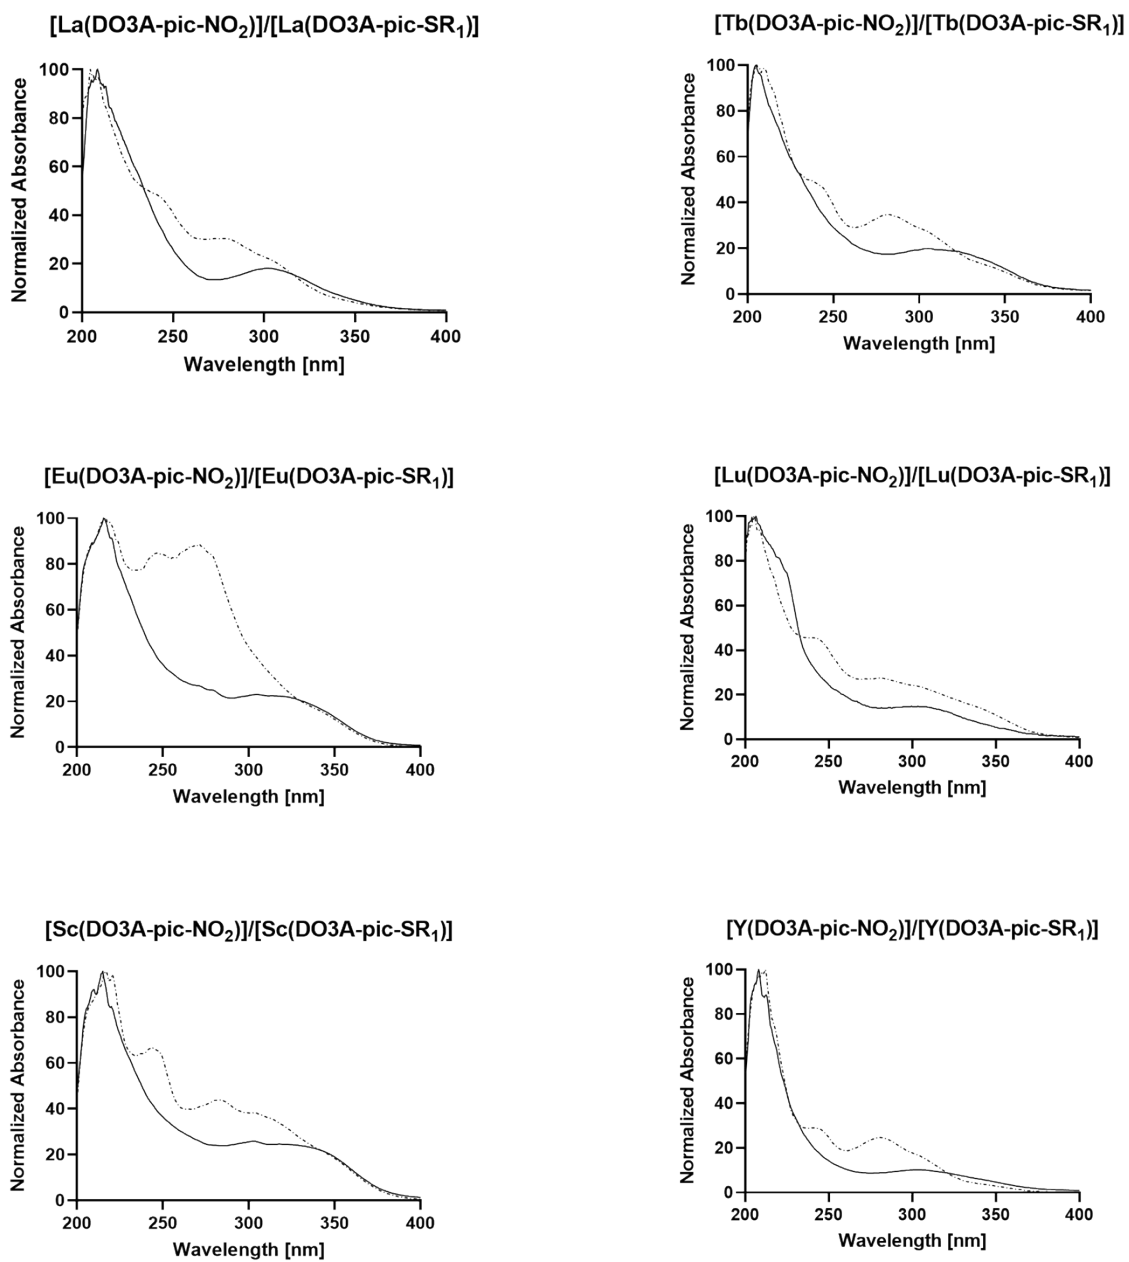 [La(DO3A-pic-NO2)]/[La(DO3A-pic-SR1)]
Normalized Absorbance
100
80
60
40
20
0
200 250 300 350 400
Wavelength [nm]
[Tb(DO3A-pic-NO2)]/[Tb(DO3A-pic-SR1)]
Normalized Absorbance
100
80
60
40
20
0
200 250 300 350 400
Wavelength [nm]
[Eu(DO3A-pic-NO2)]/[Eu(DO3A-pic-SR1)]
Normalized Absorbance
100
80
60
40
20
0
200 250 300 350 400
Wavelength [nm]
[Lu(DO3A-pic-NO2)]/[Lu(DO3A-pic-SR1)]
Normalized Absorbance
100
80
60
40
20
0
200 250 300 350 400
Wavelength [nm]
[Sc(DO3A-pic-NO2)]/[Sc(DO3A-pic-SR1)]
Normalized Absorbance
100
80
60
40
20
0
200 250 300 350 400
Wavelength [nm]
[Y(DO3A-pic-NO2)]/[Y(DO3A-pic-SR1)]
Normalized Absorbance
100
80
60
40
20
0
200 250 300 350 400
Wavelength [nm]